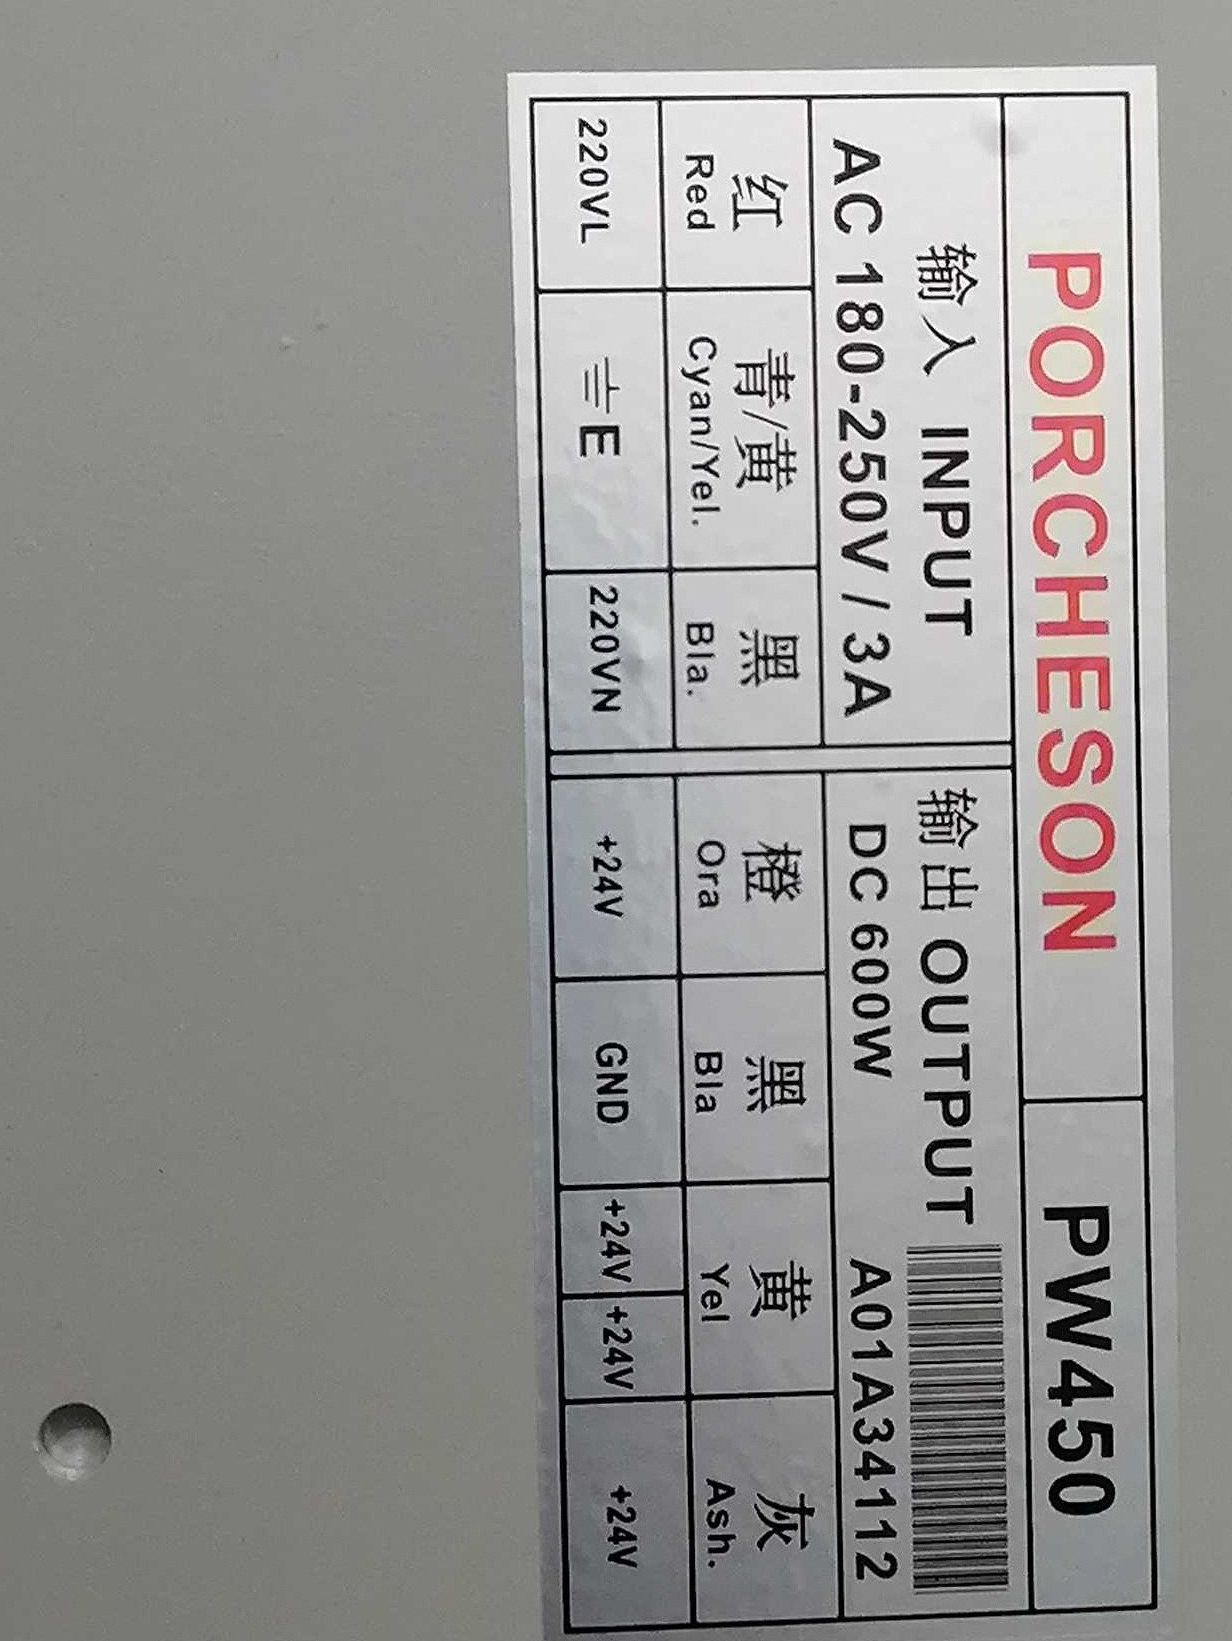 PORCHESON PW450
输入 INPUT 输出 OUTPUT
AC 180-250V / 3A DC 600W A01A34112
红 青/黄 黑 橙 黑 黄 灰
Red Cyan/Yel. Bla. Ora Bla Yel Ash.
220VL E 220VN +24V GND +24V +24V +24V